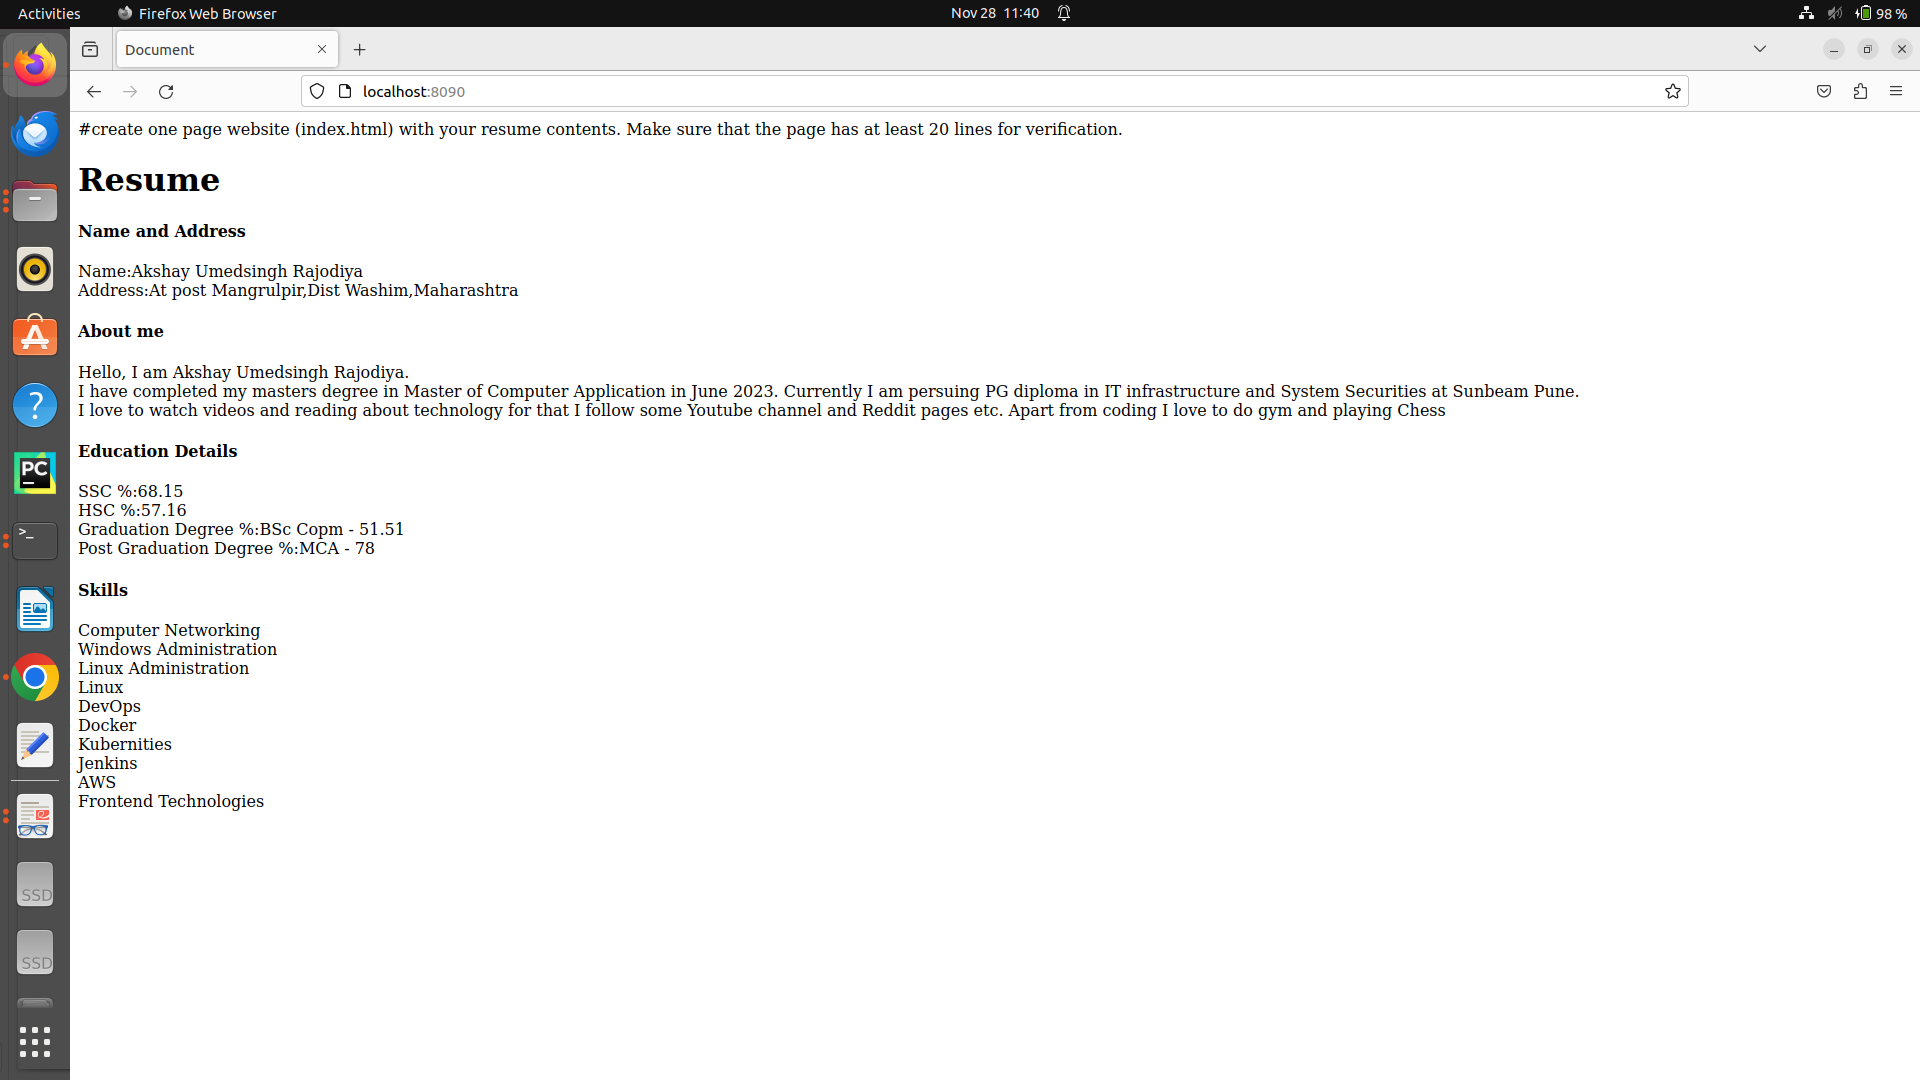 Activities
Firefox Web Browser
Nov 28 11:40
98 %
Document
localhost:8090
#create one page website (index.html) with your resume contents. Make sure that the page has at least 20 lines for verification.
Resume
Name and Address
Name:Akshay Umedsingh Rajodiya
Address:At post Mangrulpir,Dist Washim,Maharashtra
About me
Hello, I am Akshay Umedsingh Rajodiya.
I have completed my masters degree in Master of Computer Application in June 2023. Currently I am persuing PG diploma in IT infrastructure and System Securities at Sunbeam Pune.
I love to watch videos and reading about technology for that I follow some Youtube channel and Reddit pages etc. Apart from coding I love to do gym and playing Chess
Education Details
SSC %:68.15
HSC %:57.16
Graduation Degree %:BSc Copm - 51.51
Post Graduation Degree %:MCA - 78
Skills
Computer Networking
Windows Administration
Linux Administration
Linux
DevOps
Docker
Kubernities
Jenkins
AWS
Frontend Technologies
PC
SSD
SSD